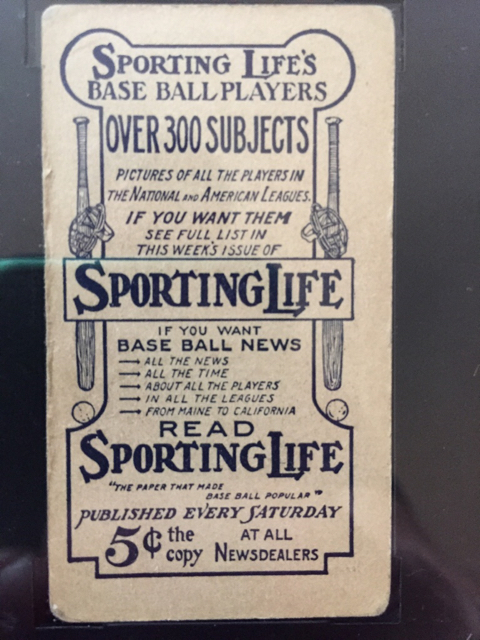 SPORTING LIFE'S
BASE BALL PLAYERS
OVER 300 SUBJECTS
PICTURES OF ALL THE PLAYERS IN
THE NATIONAL AND AMERICAN LEAGUES.
IF YOU WANT THEM
SEE FULL LIST IN
THIS WEEK'S ISSUE OF
SPORTING LIFE
IF YOU WANT
BASE BALL NEWS
ALL THE NEWS
ALL THE TIME
ABOUT ALL THE PLAYERS
IN ALL THE LEAGUES
FROM MAINE TO CALIFORNIA
READ
SPORTING LIFE
"THE PAPER THAT MADE
BASE BALL POPULAR"
PUBLISHED EVERY SATURDAY
5¢ the copy AT ALL NEWSDEALERS